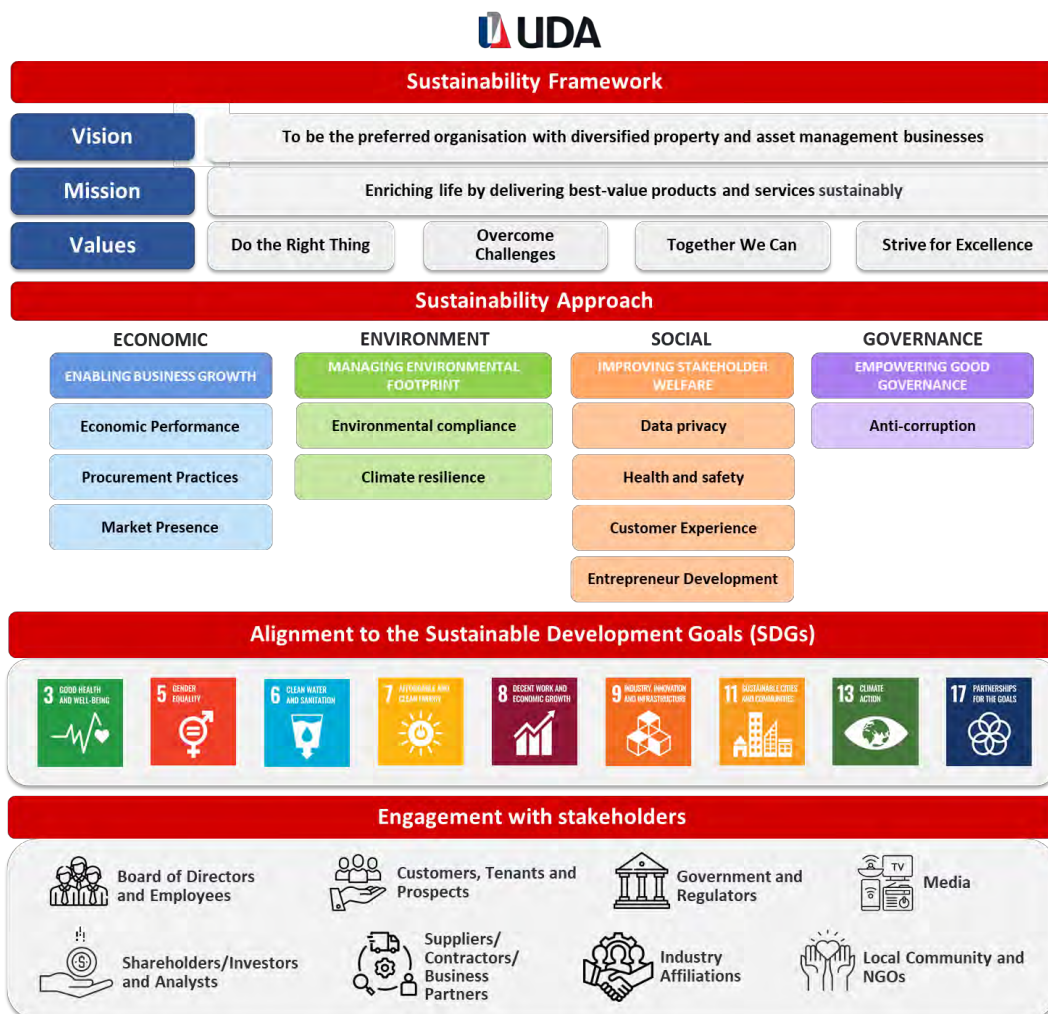 UDA
Sustainability Framework
Vision
To be the preferred organisation with diversified property and asset management businesses
Mission
Enriching life by delivering best-value products and services sustainably
Values
Do the Right Thing
Overcome
Challenges
Together We Can
Strive for Excellence
Sustainability Approach
ECONOMIC
ENVIRONMENT
SOCIAL
GOVERNANCE
ENABLING BUSINESS GROWTH
MANAGING ENVIRONMENTAL
FOOTPRINT
IMPROVING STAKEHOLDER
WELFARE
EMPOWERING GOOD
GOVERNANCE
Economic Performance
Environmental compliance
Data privacy
Anti-corruption
Procurement Practices
Climate resilience
Health and safety
Market Presence
Customer Experience
Entrepreneur Development
Alignment to the Sustainable Development Goals (SDGs)
3 GOOD HEALTH
AND WELL-BEING
5 GENDER
EQUALITY
6 CLEAN WATER
AND SANITATION
7 AFFORDABLE AND
CLEAN ENERGY
8 DECENT WORK AND
ECONOMIC GROWTH
9 INDUSTRY, INNOVATION
AND INFRASTRUCTURE
11 SUSTAINABLE CITIES
AND COMMUNITIES
13 CLIMATE
ACTION
17 PARTNERSHIPS
FOR THE GOALS
Engagement with stakeholders
Board of Directors
and Employees
Customers, Tenants and
Prospects
Government and
Regulators
TV
Media
Shareholders/Investors
and Analysts
Suppliers/
Contractors/
Business
Partners
Industry
Affiliations
Local Community and
NGOs